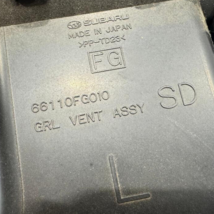 SUBARU
MADE IN JAPAN
>PP-TD25<
FG
66110FG010
GRL VENT ASSY SD
L